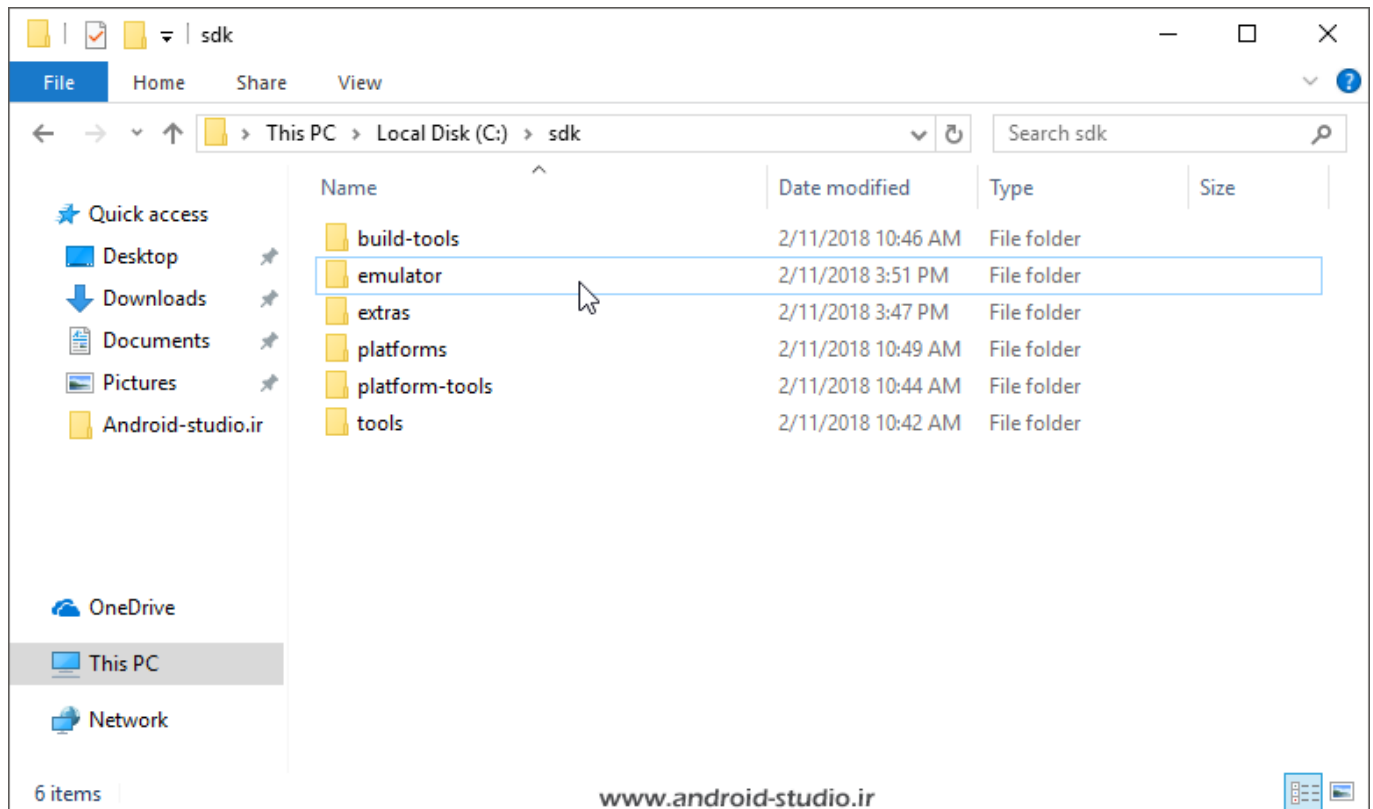 sdk
File Home Share View
This PC Local Disk (C:) sdk Search sdk
Name Date modified Type Size
Quick access
Desktop
Downloads
Documents
Pictures
Android-studio.ir
OneDrive
This PC
Network
build-tools 2/11/2018 10:46 AM File folder
emulator 2/11/2018 3:51 PM File folder
extras 2/11/2018 3:47 PM File folder
platforms 2/11/2018 10:49 AM File folder
platform-tools 2/11/2018 10:44 AM File folder
tools 2/11/2018 10:42 AM File folder
6 items
www.android-studio.ir